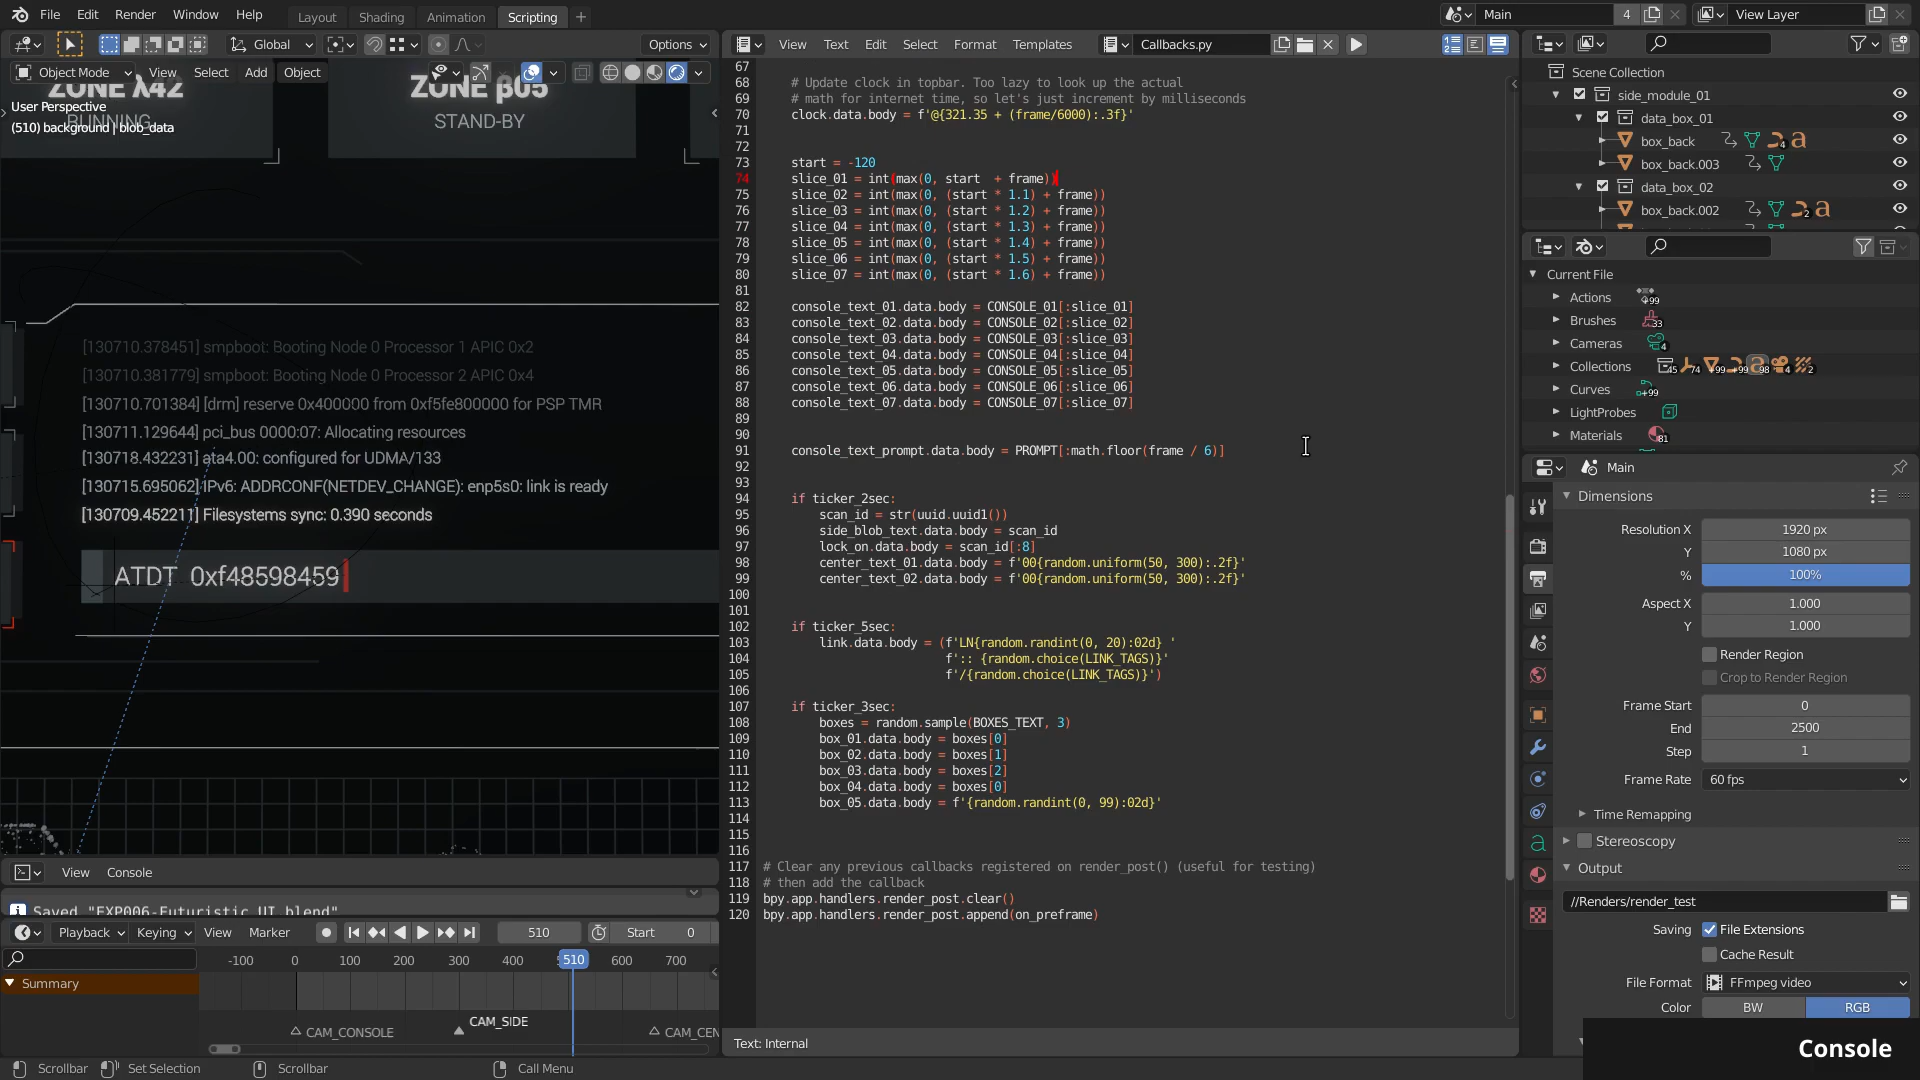 File Edit Render Window Help Layout Shading Animation Scripting +
Main 4 View Layer
Global Options
View Text Edit Select Format Templates Callbacks.py
Object Mode View Select Add Object
ZONE λ42
RUNNING
ZONE β05
STAND-BY
User Perspective
(510) background | blob_data
[130710.378451] smpboot: Booting Node 0 Processor 1 APIC 0x2
[130710.381779] smpboot: Booting Node 0 Processor 2 APIC 0x4
[130710.701384] [drm] reserve 0x400000 from 0xf5fe800000 for PSP TMR
[130711.129644] pci_bus 0000:07: Allocating resources
[130718.432231] ata4.00: configured for UDMA/133
[130715.695062] IPv6: ADDRCONF(NETDEV_CHANGE): enp5s0: link is ready
[130709.452211] Filesystems sync: 0.390 seconds
ATDT 0xf48598459
View Console
Saved "EXP006-Futuristic UI.blend"
Playback Keying View Marker 510 Start 0
-100 0 100 200 300 400 510 600 700
Summary
CAM_CONSOLE CAM_SIDE CAM_CEN
67
68 # Update clock in topbar. Too lazy to look up the actual
69 # math for internet time, so let's just increment by milliseconds
70 clock.data.body = f'@{321.35 + (frame/6000):.3f}'
71
72
73 start = -120
74 slice_01 = int(max(0, start  + frame))
75 slice_02 = int(max(0, (start * 1.1) + frame))
76 slice_03 = int(max(0, (start * 1.2) + frame))
77 slice_04 = int(max(0, (start * 1.3) + frame))
78 slice_05 = int(max(0, (start * 1.4) + frame))
79 slice_06 = int(max(0, (start * 1.5) + frame))
80 slice_07 = int(max(0, (start * 1.6) + frame))
81
82 console_text_01.data.body = CONSOLE_01[:slice_01]
83 console_text_02.data.body = CONSOLE_02[:slice_02]
84 console_text_03.data.body = CONSOLE_03[:slice_03]
85 console_text_04.data.body = CONSOLE_04[:slice_04]
86 console_text_05.data.body = CONSOLE_05[:slice_05]
87 console_text_06.data.body = CONSOLE_06[:slice_06]
88 console_text_07.data.body = CONSOLE_07[:slice_07]
89
90
91 console_text_prompt.data.body = PROMPT[:math.floor(frame / 6)]
92
93
94 if ticker_2sec:
95 scan_id = str(uuid.uuid1())
96 side_blob_text.data.body = scan_id
97 lock_on.data.body = scan_id[:8]
98 center_text_01.data.body = f'00{random.uniform(50, 300):.2f}'
99 center_text_02.data.body = f'00{random.uniform(50, 300):.2f}'
100
101
102 if ticker_5sec:
103 link.data.body = (f'LN{random.randint(0, 20):02d} '
104 f':: {random.choice(LINK_TAGS)}'
105 f'/{random.choice(LINK_TAGS)}')
106
107 if ticker_3sec:
108 boxes = random.sample(BOXES_TEXT, 3)
109 box_01.data.body = boxes[0]
110 box_02.data.body = boxes[1]
111 box_03.data.body = boxes[2]
112 box_04.data.body = boxes[0]
113 box_05.data.body = f'{random.randint(0, 99):02d}'
114
115
116
117 # Clear any previous callbacks registered on render_post() (useful for testing)
118 # then add the callback
119 bpy.app.handlers.render_post.clear()
120 bpy.app.handlers.render_post.append(on_preframe)
Text: Internal
Scene Collection
side_module_01
data_box_01
box_back 4
box_back.003
data_box_02
box_back.002 2
Current File
Actions +99
Brushes 33
Cameras 4
Collections 45 74 +99 +99 98 4 2
Curves +99
LightProbes
Materials 81
Main
Dimensions
Resolution X 1920 px
Y 1080 px
% 100%
Aspect X 1.000
Y 1.000
Render Region
Crop to Render Region
Frame Start 0
End 2500
Step 1
Frame Rate 60 fps
Time Remapping
Stereoscopy
Output
//Renders/render_test
Saving File Extensions
Cache Result
File Format FFmpeg video
Color BW RGB
Console
Scrollbar Set Selection Scrollbar Call Menu